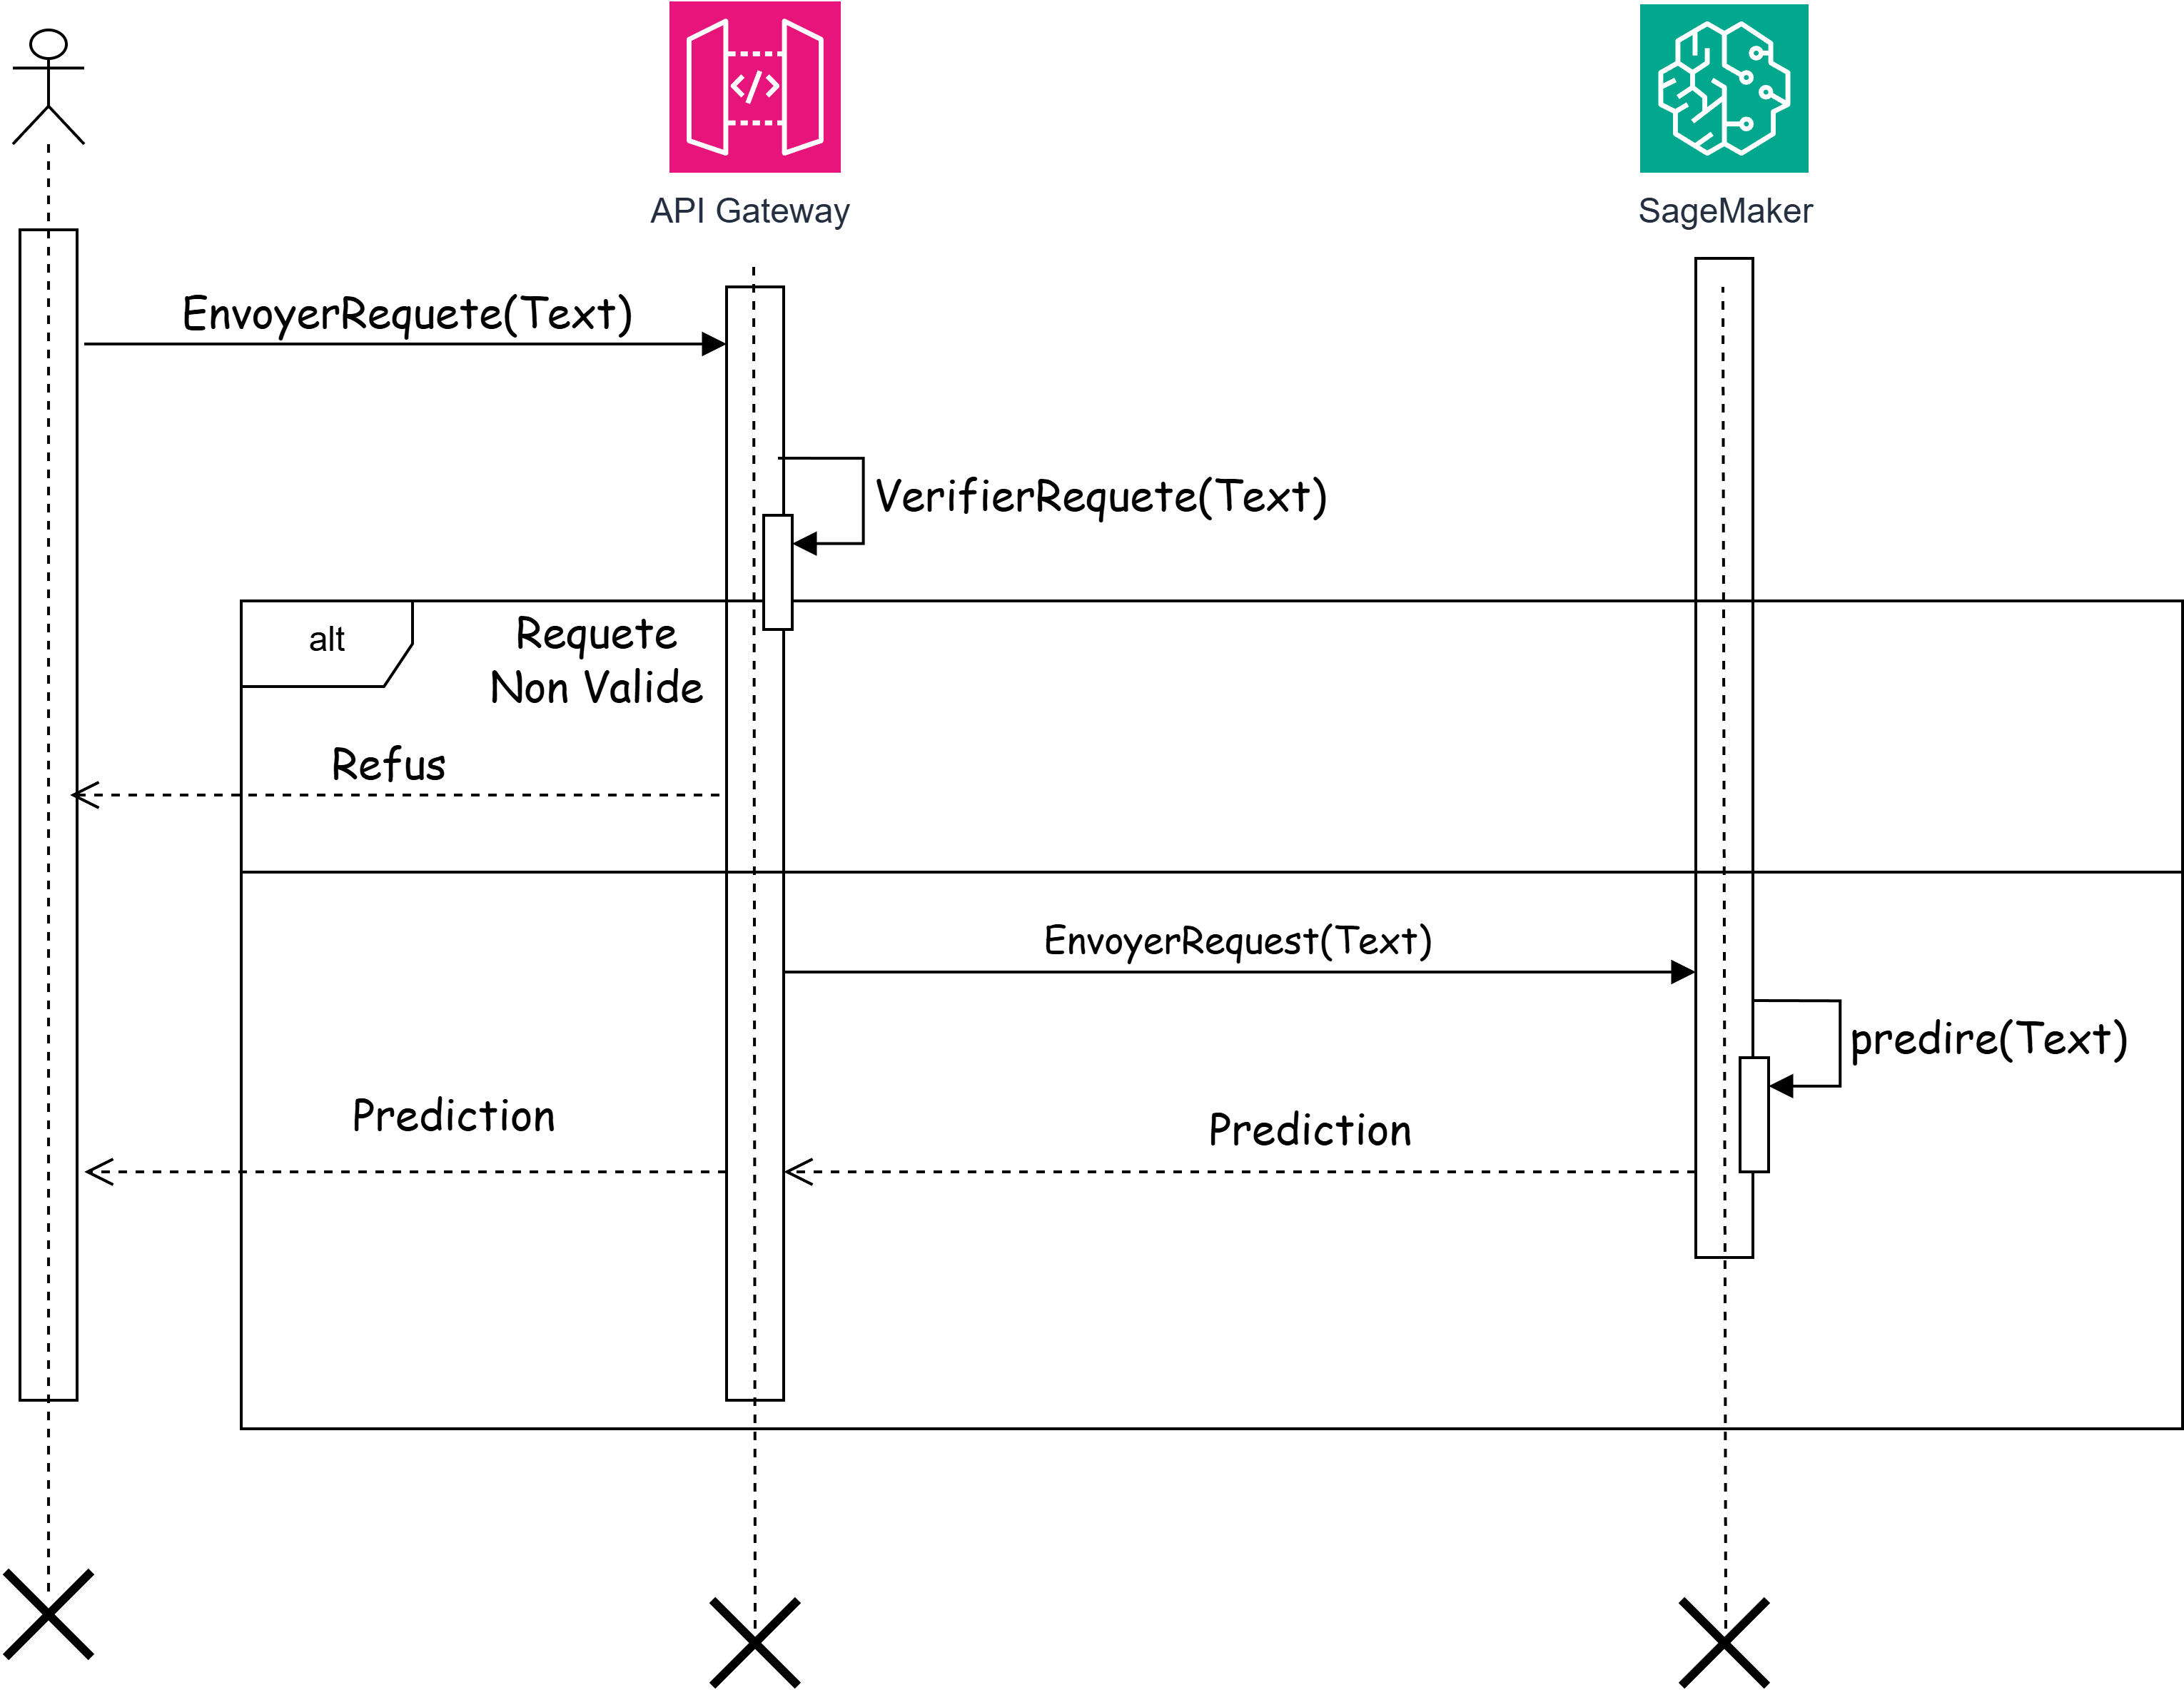 API Gateway
SageMaker
EnvoyerRequete(Text)
VerifierRequete(Text)
alt
Requete
Non Valide
Refus
EnvoyerRequest(Text)
predire(Text)
Prediction
Prediction